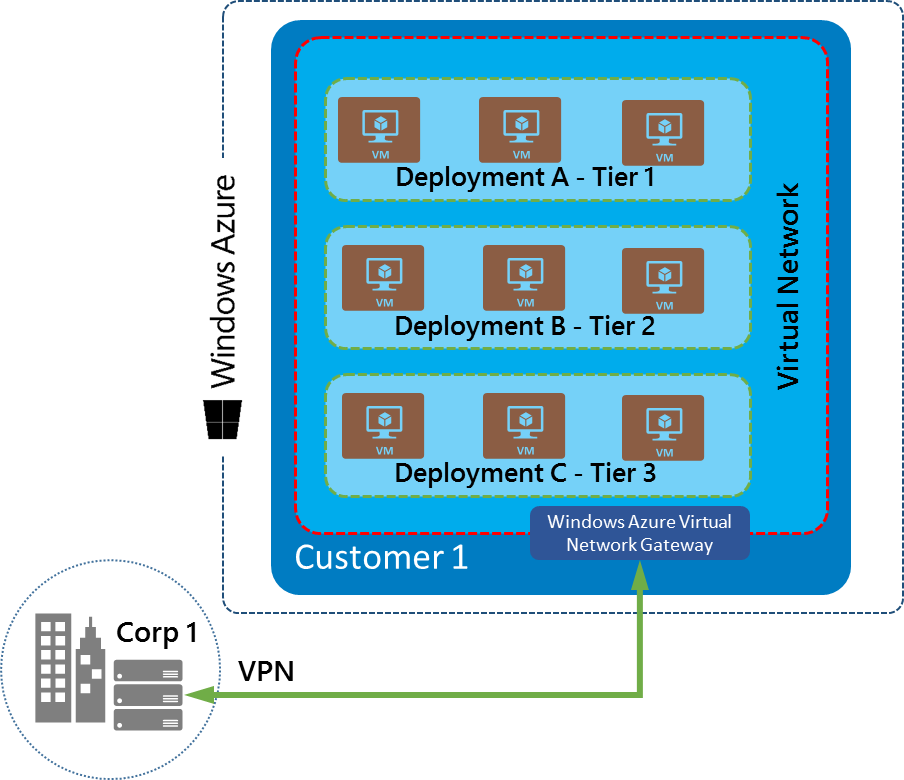 VM
VM
VM
Deployment A - Tier 1
VM
VM
VM
Deployment B - Tier 2
VM
VM
VM
Deployment C - Tier 3
Virtual Network
Windows Azure
Windows Azure Virtual
Network Gateway
Customer 1
Corp 1
VPN